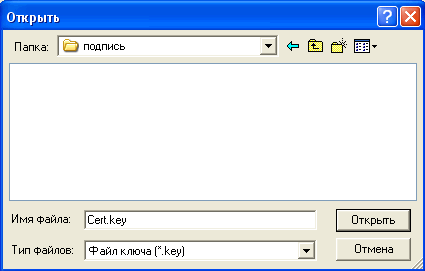 Открыть
Папка: подпись
Имя файла: Cert.key Открыть
Тип файлов: Файл ключа (*.key) Отмена